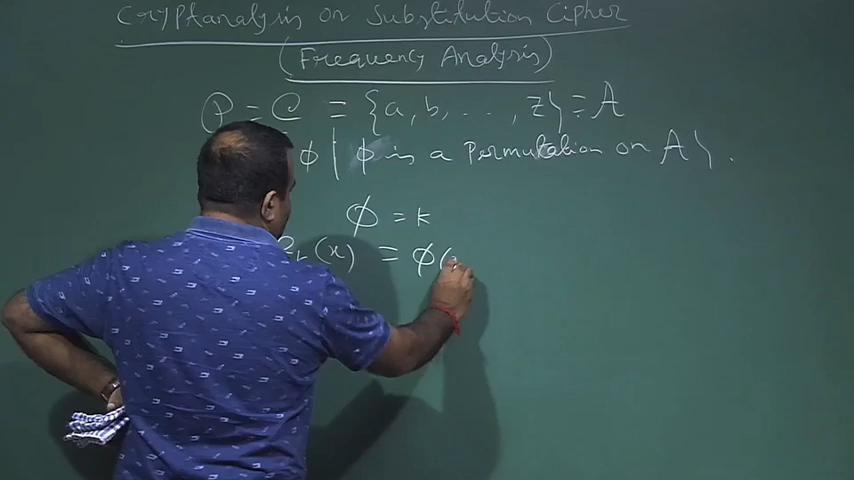 Cryptanalysis on Substitution Cipher
(Frequency Analysis)
P = C = {a, b, ..., z} = A
ϕ | ϕ is a Permutation on A}.
ϕ = K
(x) = ϕ(